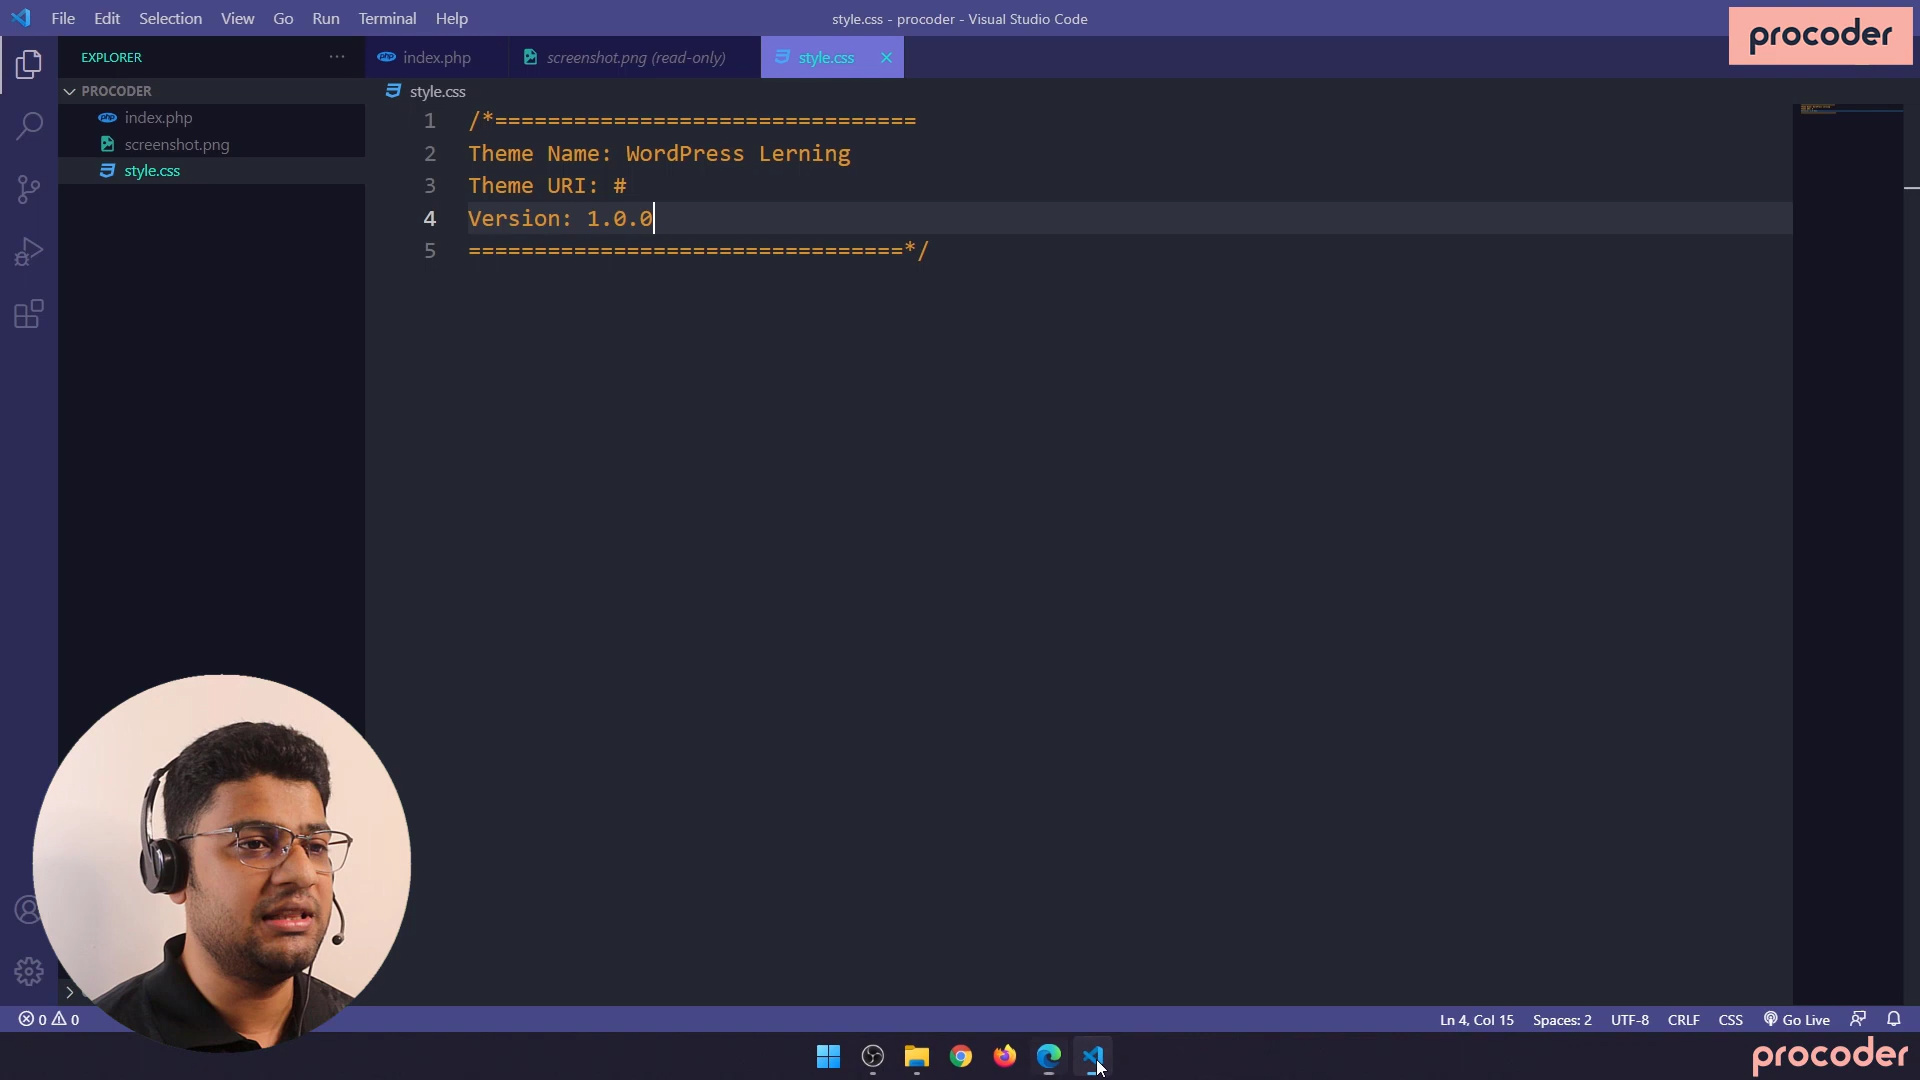 File Edit Selection View Go Run Terminal Help
style.css - procoder - Visual Studio Code
procoder
EXPLORER
index.php
screenshot.png (read-only)
style.css
PROCODER
index.php
screenshot.png
style.css
style.css
1 /*================================
2 Theme Name: WordPress Lerning
3 Theme URI: #
4 Version: 1.0.0
5 =================================*/
0 0
Ln 4, Col 15 Spaces: 2 UTF-8 CRLF CSS Go Live
procoder